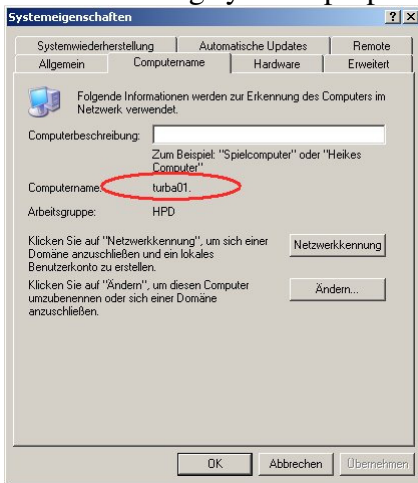 Systemeigenschaften
Systemwiederherstellung Automatische Updates Remote
Allgemein Computername Hardware Erweitert
Folgende Informationen werden zur Erkennung des Computers im
Netzwerk verwendet.
Computerbeschreibung:
Zum Beispiel: "Spielcomputer" oder "Heikes
Computer"
Computername: turba01.
Arbeitsgruppe: HPD
Klicken Sie auf "Netzwerkkennung", um sich einer
Domäne anzuschließen und ein lokales
Benutzerkonto zu erstellen.
Netzwerkkennung
Klicken Sie auf "Ändern", um diesen Computer
umzubenennen oder sich einer Domäne
anzuschließen.
Ändern...
OK Abbrechen Übernehmen